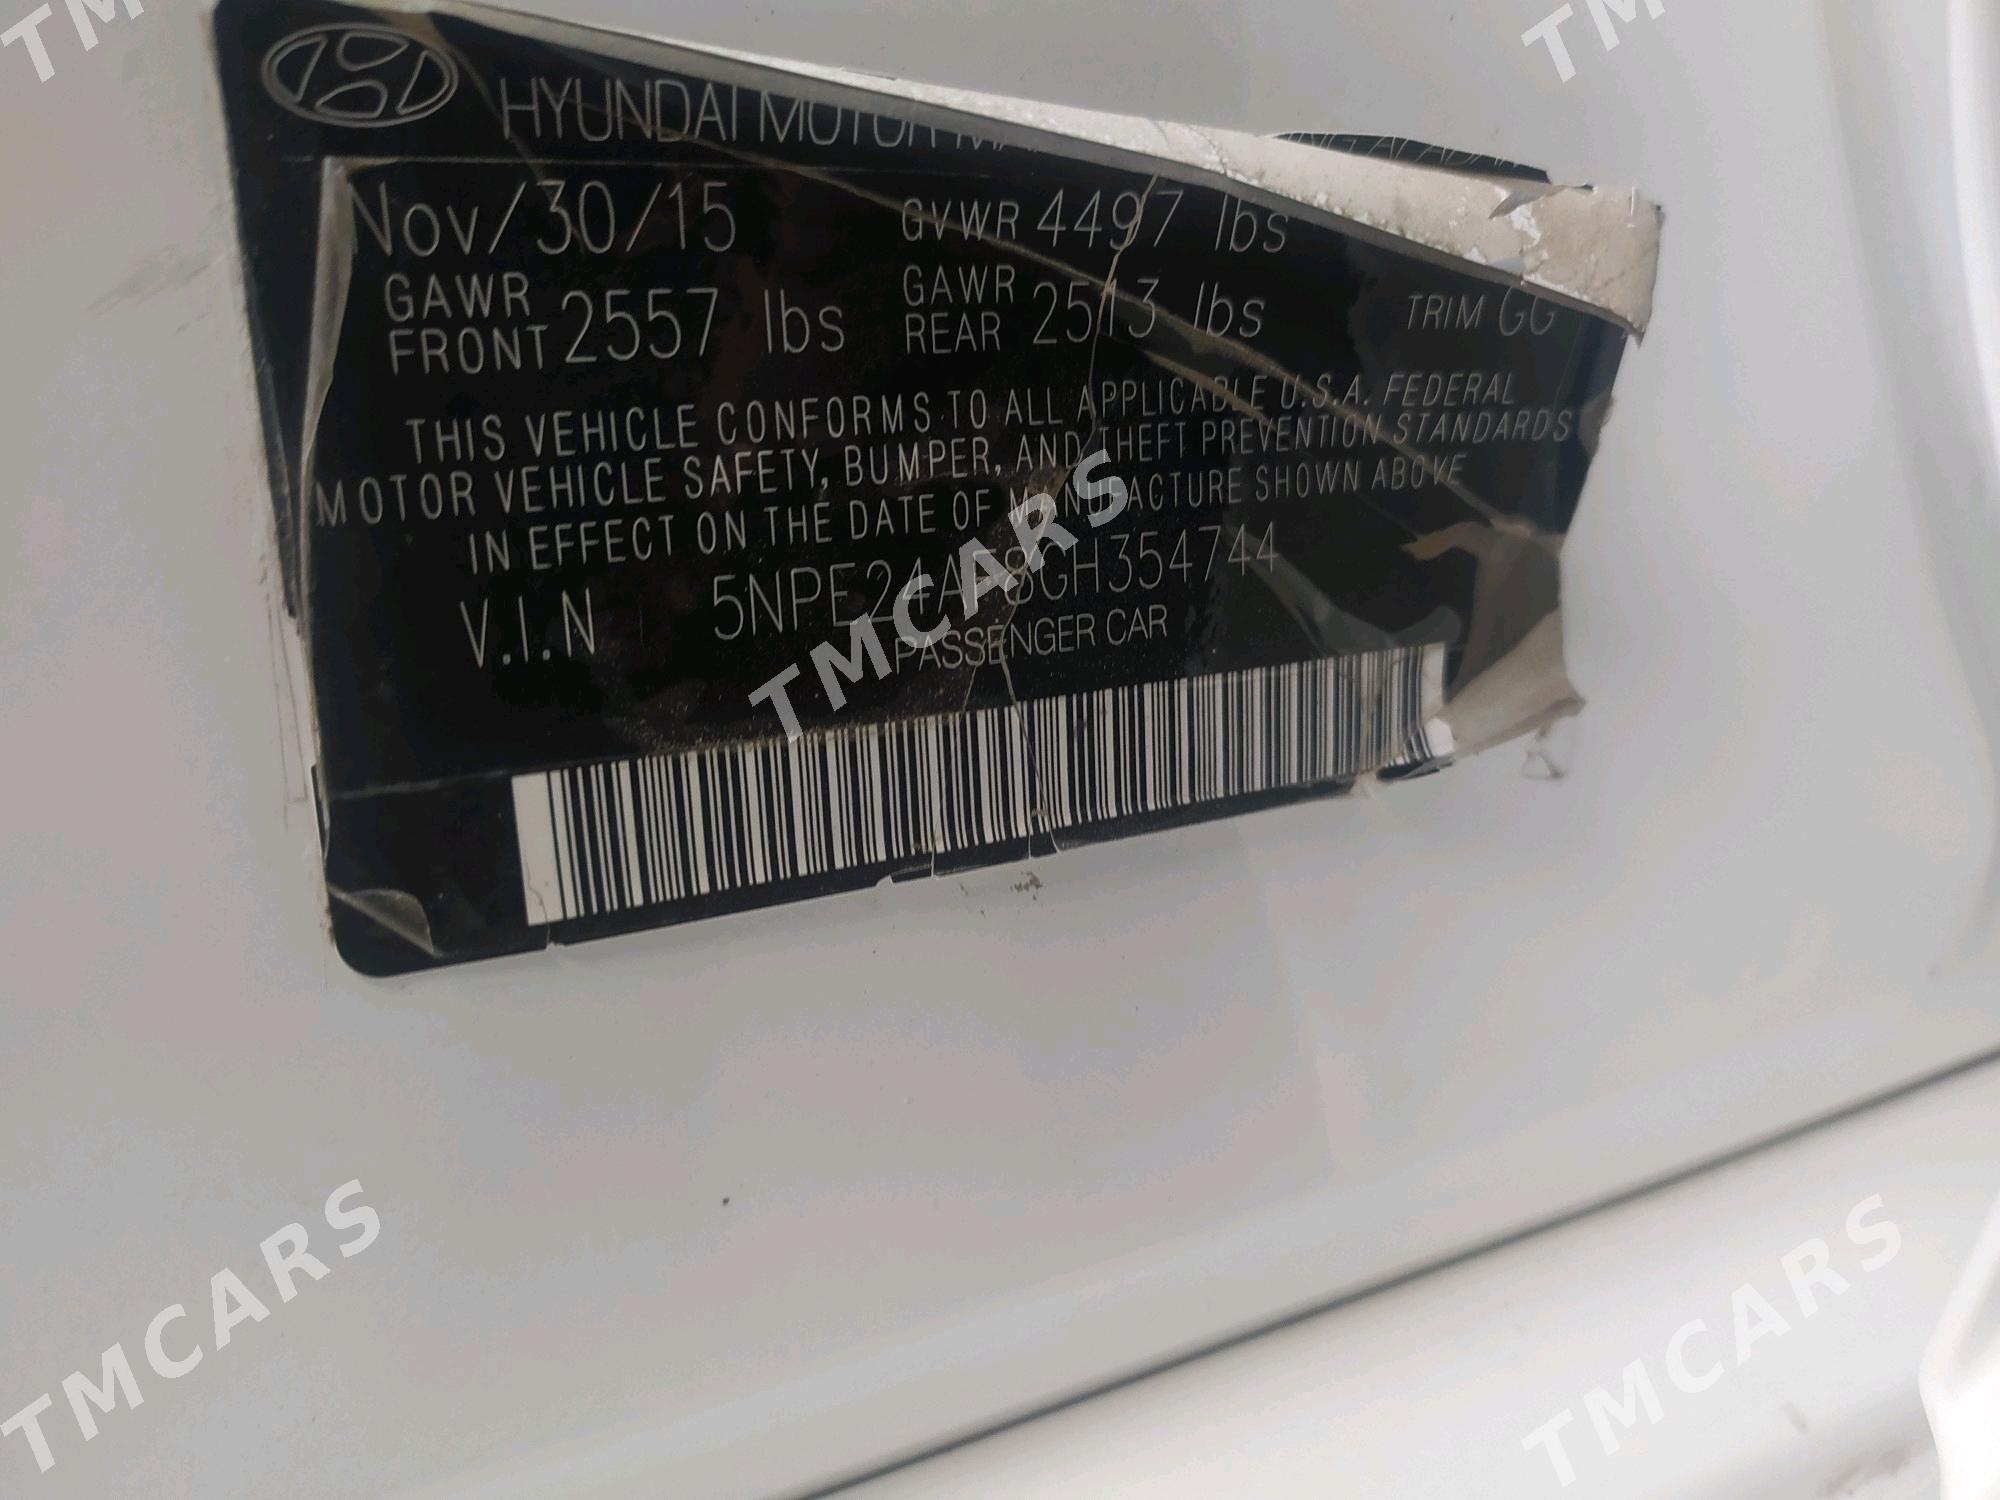 HYUNDAI MOTOR
Nov/30/15 GVWR 4497 lbs
GAWR FRONT 2557 lbs GAWR REAR 2513 lbs TRIM GG
THIS VEHICLE CONFORMS TO ALL APPLICABLE U.S.A. FEDERAL
MOTOR VEHICLE SAFETY, BUMPER, AND THEFT PREVENTION STANDARDS
IN EFFECT ON THE DATE OF MANUFACTURE SHOWN ABOVE
V.I.N 5NPE24AF8GH354744
PASSENGER CAR
TMCARS
TMCARS
TMCARS